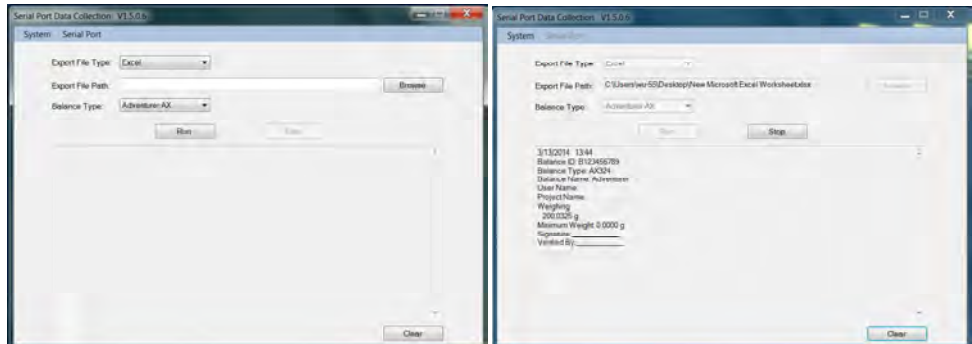 Serial Port Data Collection: V1.5.0.6
System Serial Port
Export File Type: Excel
Export File Path: Browse
Balance Type: Adventurer AX
Run Stop
Clear
Serial Port Data Collection: V1.5.0.6
System Serial Port
Export File Type: Excel
Export File Path: C:\Users\wu-55\Desktop\New Microsoft Excel Worksheet.xlsx
Balance Type: Adventurer AX
Run Stop
3/13/2014 13:44
Balance ID: B123456789
Balance Type: AX324
Balance Name: Adventurer
User Name:
Project Name:
Weighing
200.0325 g
Minimum Weight: 0.0000 g
Signature:
Verified By:
Clear